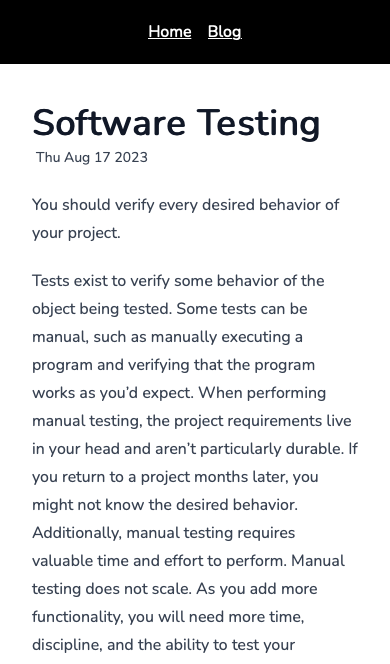 Home Blog
Software Testing
Thu Aug 17 2023
You should verify every desired behavior of
your project.
Tests exist to verify some behavior of the
object being tested. Some tests can be
manual, such as manually executing a
program and verifying that the program
works as you’d expect. When performing
manual testing, the project requirements live
in your head and aren’t particularly durable. If
you return to a project months later, you
might not know the desired behavior.
Additionally, manual testing requires
valuable time and effort to perform. Manual
testing does not scale. As you add more
functionality, you will need more time,
discipline, and the ability to test your